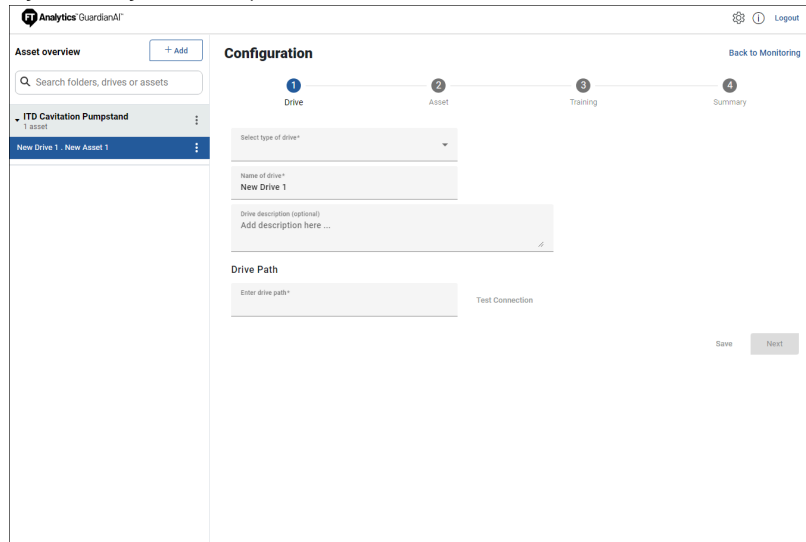 FT Analytics™ GuardianAI™
Logout
Asset overview
+ Add
Configuration
Back to Monitoring
Search folders, drives or assets
1
2
3
4
Drive
Asset
Training
Summary
ITD Cavitation Pumpstand
1 asset
New Drive 1 . New Asset 1
Select type of drive*
Name of drive*
New Drive 1
Drive description (optional)
Add description here ...
Drive Path
Enter drive path*
Test Connection
Save
Next